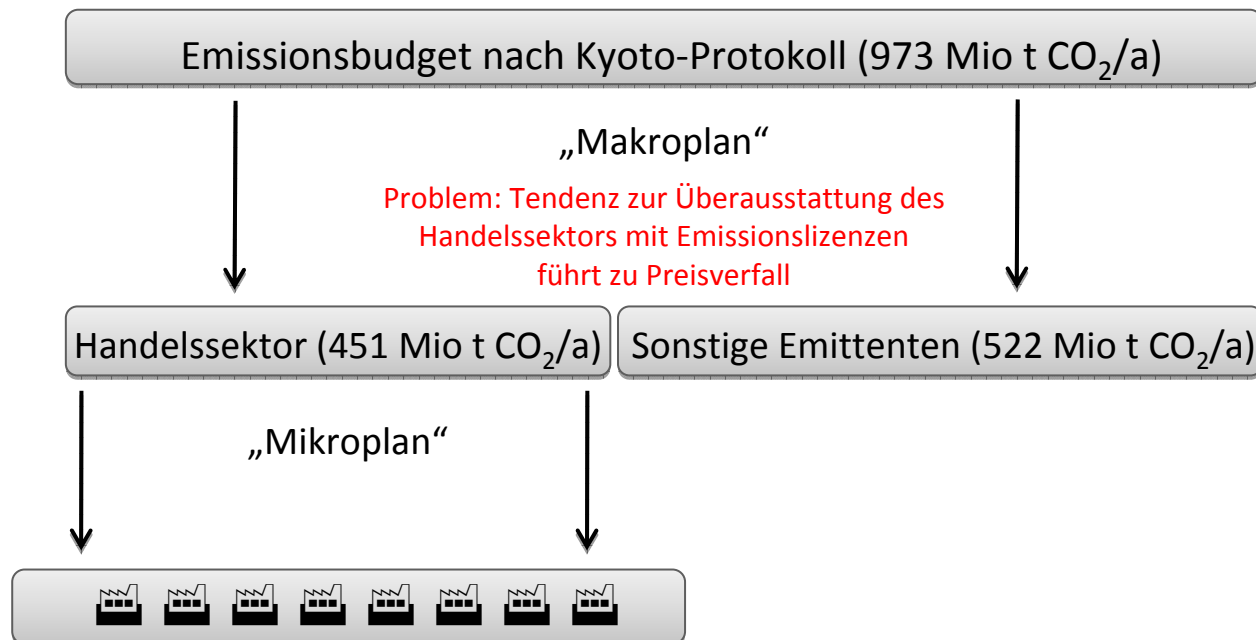 Emissionsbudget nach Kyoto-Protokoll (973 Mio t CO₂/a)
„Makroplan“
Problem: Tendenz zur Überausstattung des
Handelssektors mit Emissionslizenzen
führt zu Preisverfall
Handelssektor (451 Mio t CO₂/a)
Sonstige Emittenten (522 Mio t CO₂/a)
„Mikroplan“